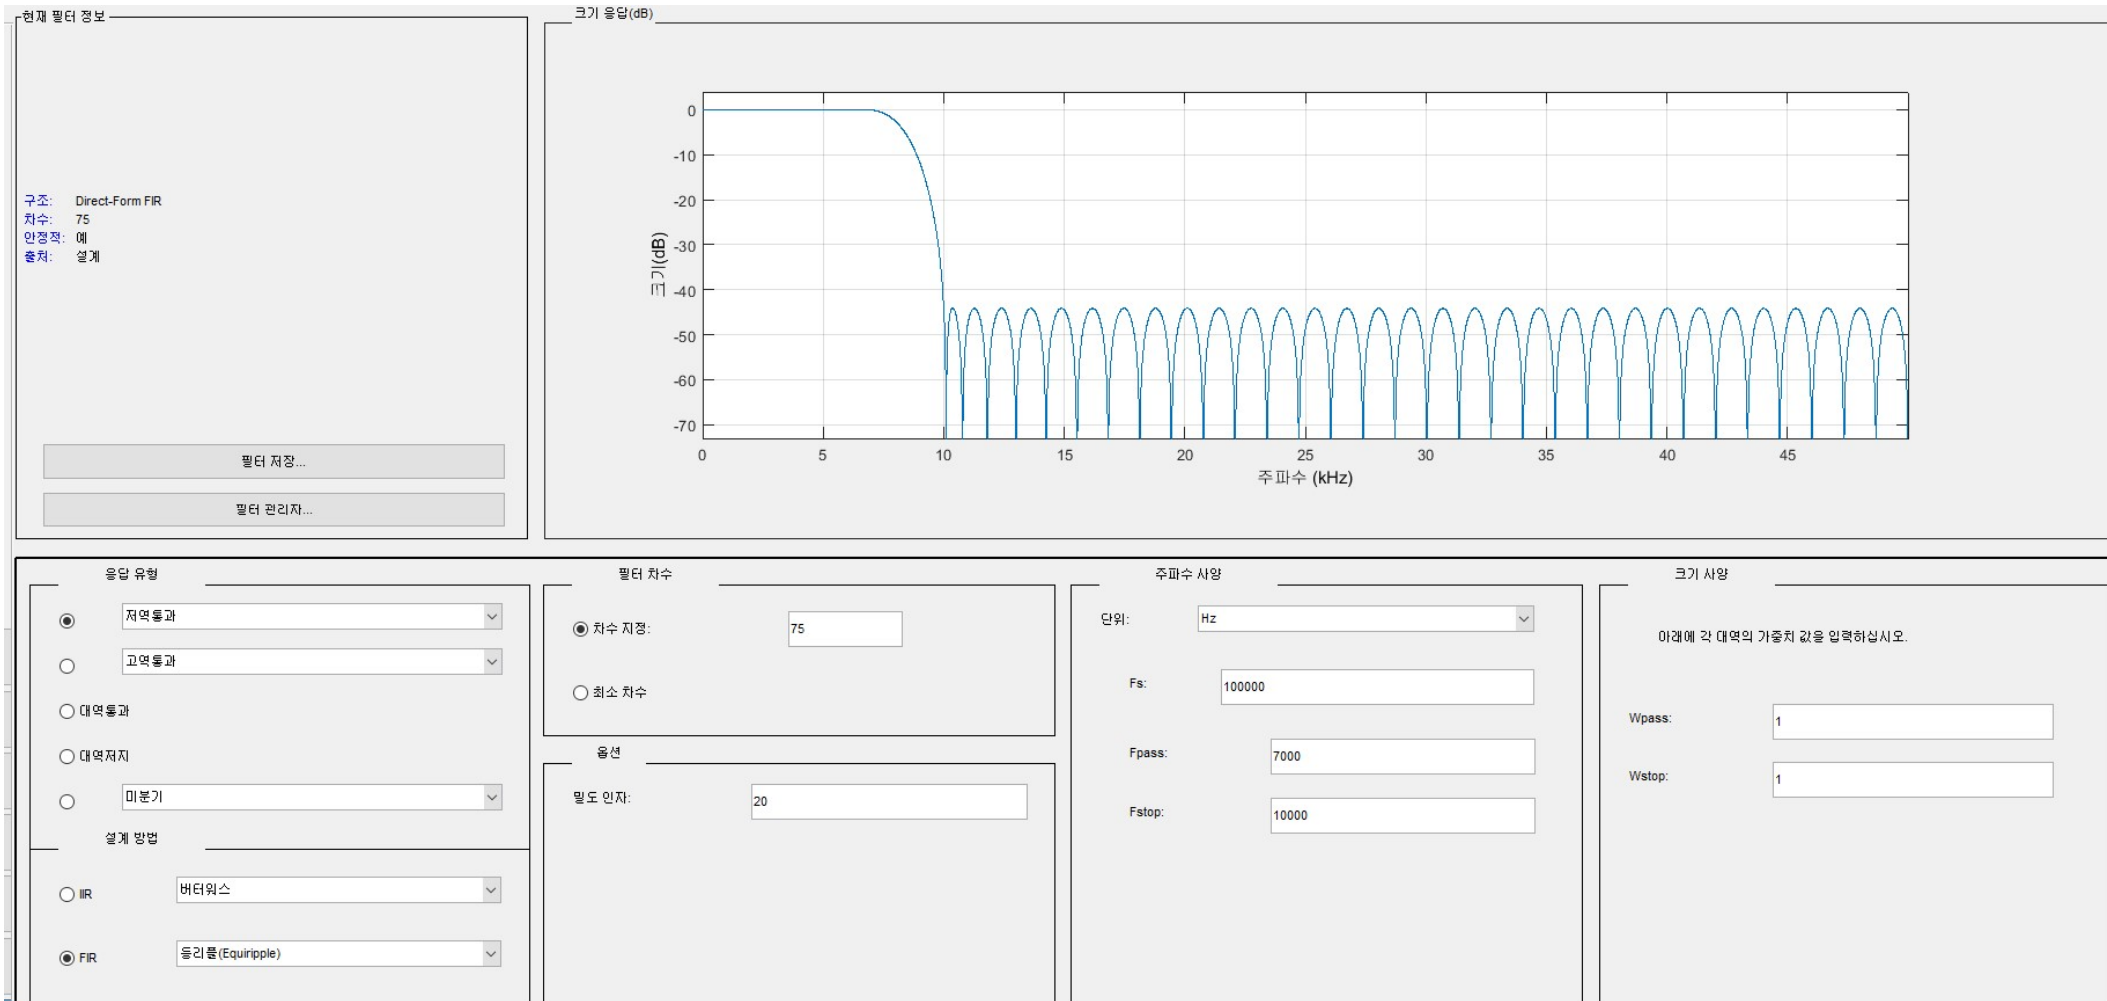 현재 필터 정보
구조: Direct-Form FIR
차수: 75
안정적: 예
출처: 설계
필터 저장...
필터 관리자...
크기 응답(dB)
크기(dB)
0
-10
-20
-30
-40
-50
-60
-70
0 5 10 15 20 25 30 35 40 45
주파수 (kHz)
응답 유형
저역통과
고역통과
대역통과
대역저지
미분기
설계 방법
IIR 버터워스
FIR 등리플(Equiripple)
필터 차수
차수 지정: 75
최소 차수
옵션
밀도 인자: 20
주파수 사양
단위: Hz
Fs: 100000
Fpass: 7000
Fstop: 10000
크기 사양
아래에 각 대역의 가중치 값을 입력하십시오.
Wpass: 1
Wstop: 1